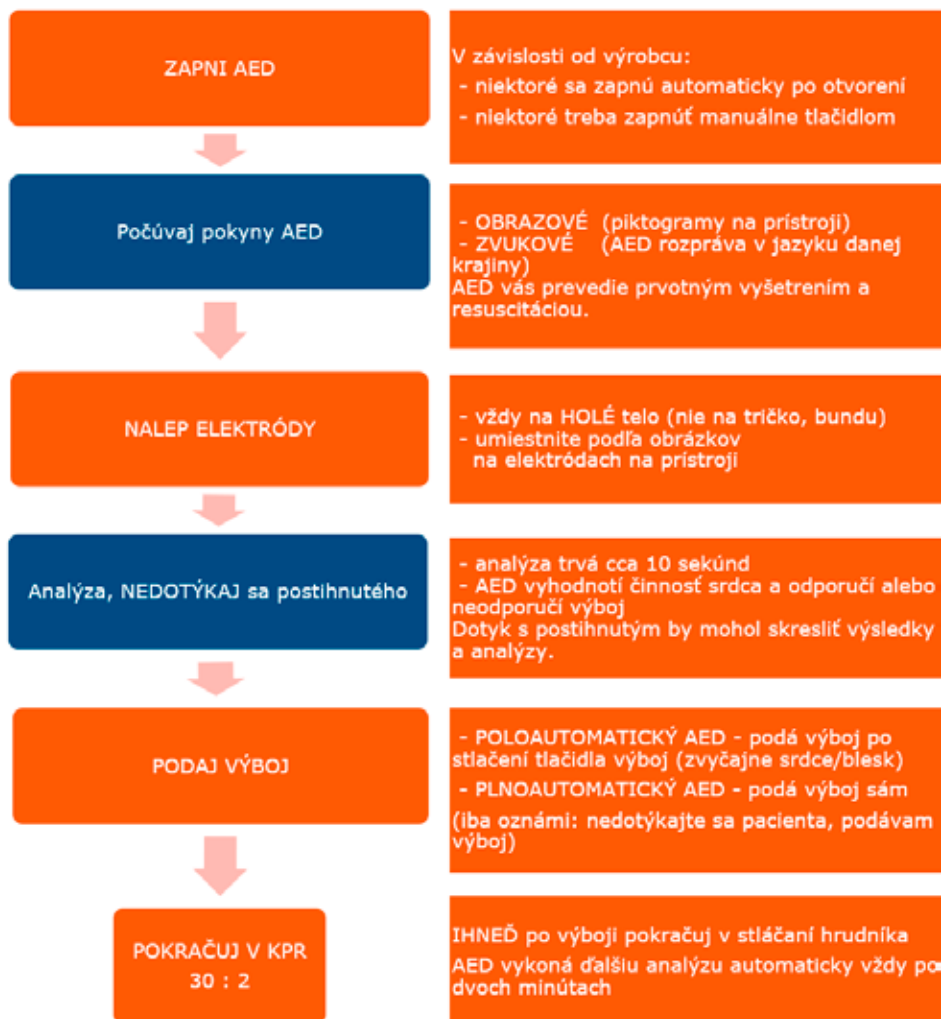 ZAPNI AED
V závislosti od výrobcu:
- niektoré sa zapnú automaticky po otvorení
- niektoré treba zapnúť manuálne tlačidlom
Počúvaj pokyny AED
- OBRAZOVÉ (piktogramy na prístroji)
- ZVUKOVÉ (AED rozpráva v jazyku danej
krajiny)
AED vás prevedie prvotným vyšetrením a
resuscitáciou.
NALEP ELEKTRÓDY
- vždy na HOLÉ telo (nie na tričko, bundu)
- umiestnite podľa obrázkov
na elektródach na prístroji
Analýza, NEDOTÝKAJ sa postihnutého
- analýza trvá cca 10 sekúnd
- AED vyhodnotí činnosť srdca a odporučí alebo
neodporučí výboj
Dotyk s postihnutým by mohol skresliť výsledky
a analýzy.
PODAJ VÝBOJ
- POLOAUTOMATICKÝ AED - podá výboj po
stlačení tlačidla výboj (zvyčajne srdce/blesk)
- PLNOAUTOMATICKÝ AED - podá výboj sám
(iba oznámi: nedotýkajte sa pacienta, podávam
výboj)
POKRAČUJ V KPR
30 : 2
IHNEĎ po výboji pokračuj v stláčaní hrudníka
AED vykoná ďalšiu analýzu automaticky vždy po
dvoch minútach